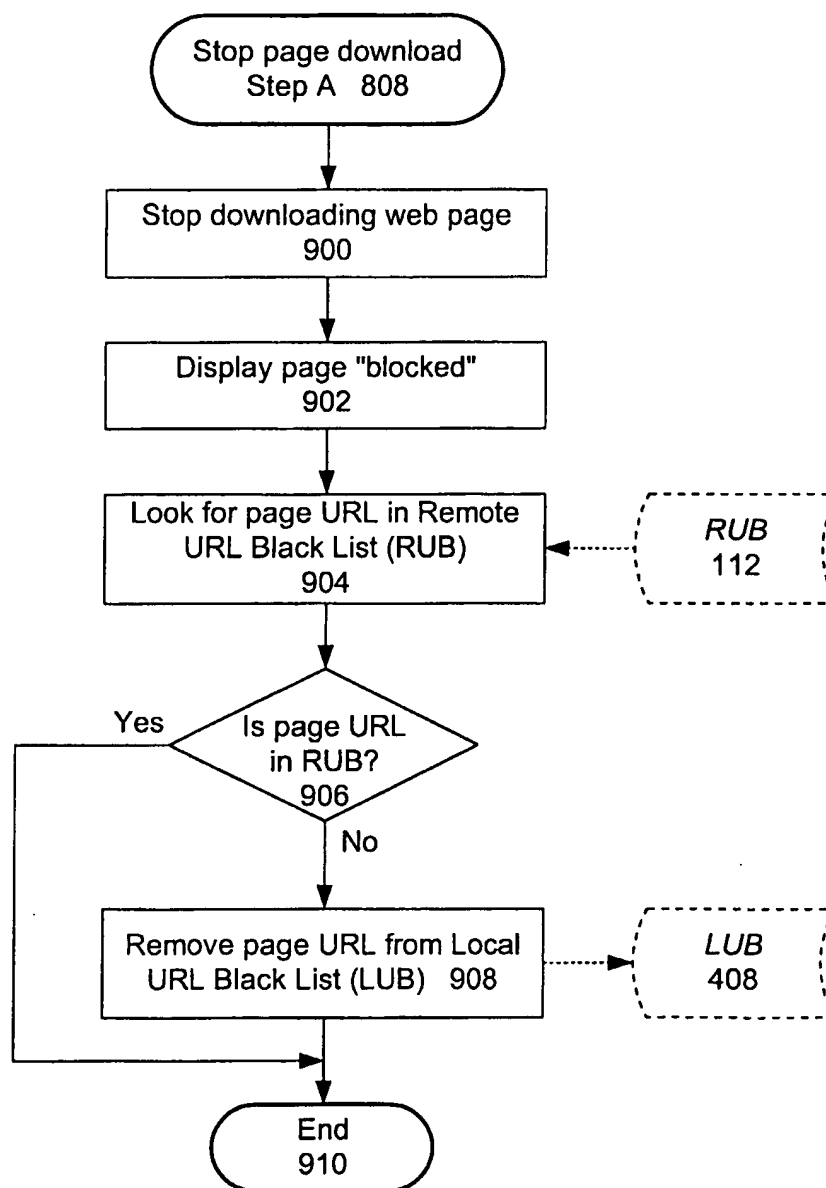 Stop page download
Step A 808
Stop downloading web page
900
Display page "blocked"
902
Look for page URL in Remote
URL Black List (RUB)
904
RUB
112
Yes
Is page URL
in RUB?
906
No
Remove page URL from Local
URL Black List (LUB) 908
LUB
408
End
910